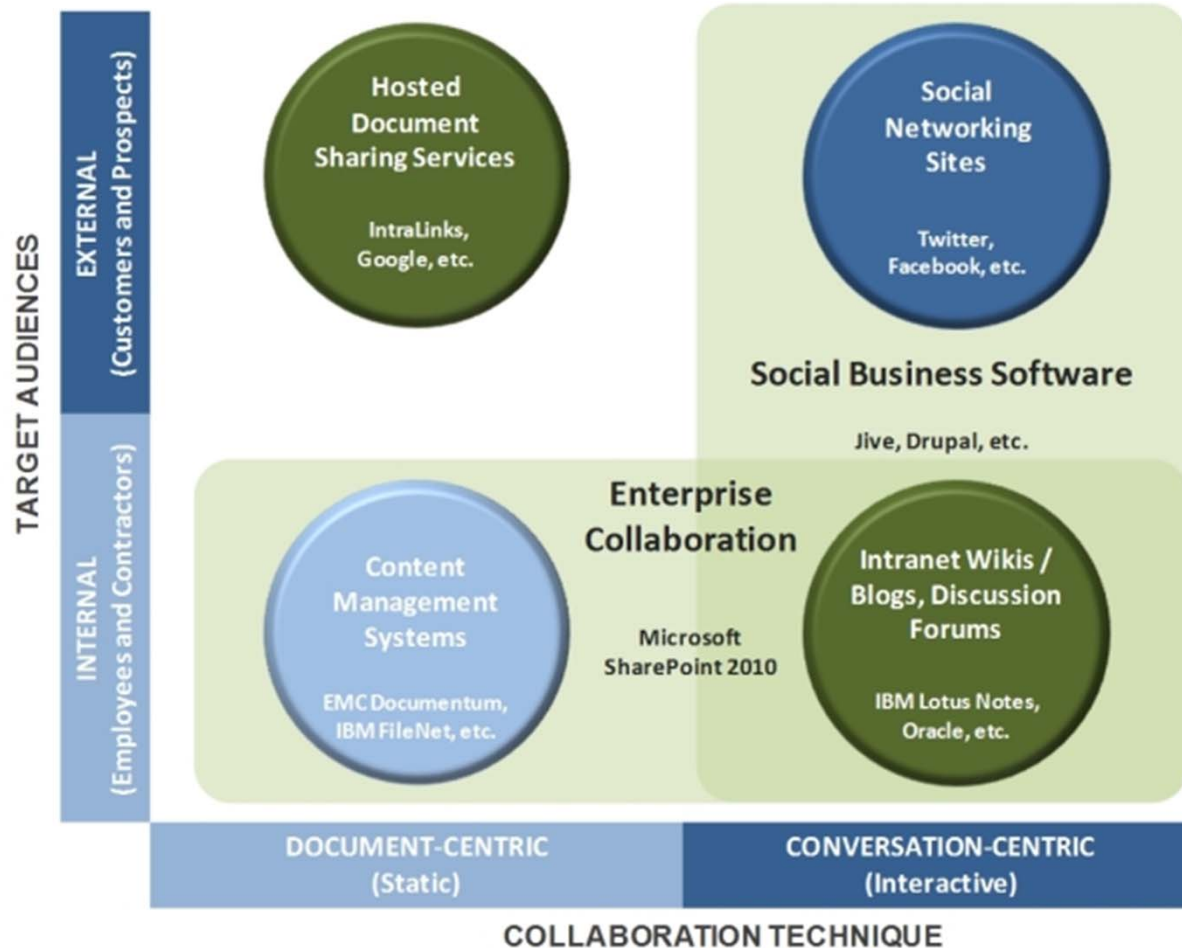 TARGET AUDIENCES
EXTERNAL
(Customers and Prospects)
INTERNAL
(Employees and Contractors)
Hosted
Document
Sharing Services
IntraLinks,
Google, etc.
Social
Networking
Sites
Twitter,
Facebook, etc.
Social Business Software
Jive, Drupal, etc.
Enterprise
Collaboration
Microsoft
SharePoint 2010
Content
Management
Systems
EMC Documentum,
IBM FileNet, etc.
Intranet Wikis /
Blogs, Discussion
Forums
IBM Lotus Notes,
Oracle, etc.
DOCUMENT-CENTRIC
(Static)
CONVERSATION-CENTRIC
(Interactive)
COLLABORATION TECHNIQUE